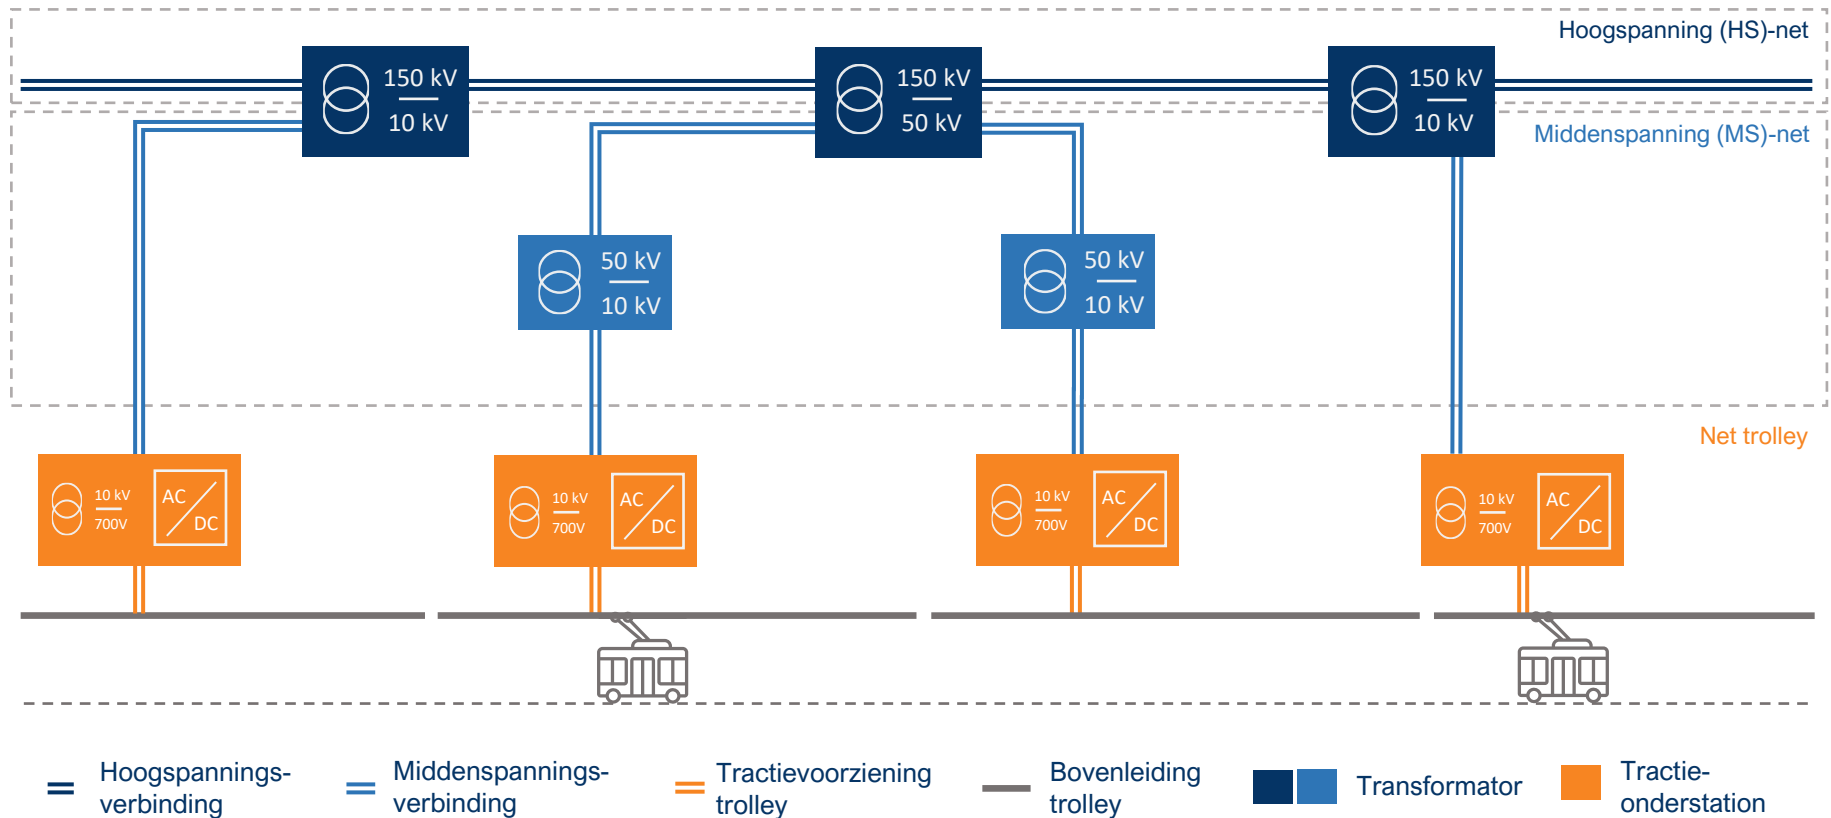 Hoogspanning (HS)-net
150 kV
10 kV
150 kV
50 kV
150 kV
10 kV
Middenspanning (MS)-net
50 kV
10 kV
50 kV
10 kV
Net trolley
10 kV
700V
AC
DC
10 kV
700V
AC
DC
10 kV
700V
AC
DC
10 kV
700V
AC
DC
Hoogspannings-
verbinding
Middenspannings-
verbinding
Tractievoorziening
trolley
Bovenleiding
trolley
Transformator
Tractie-
onderstation